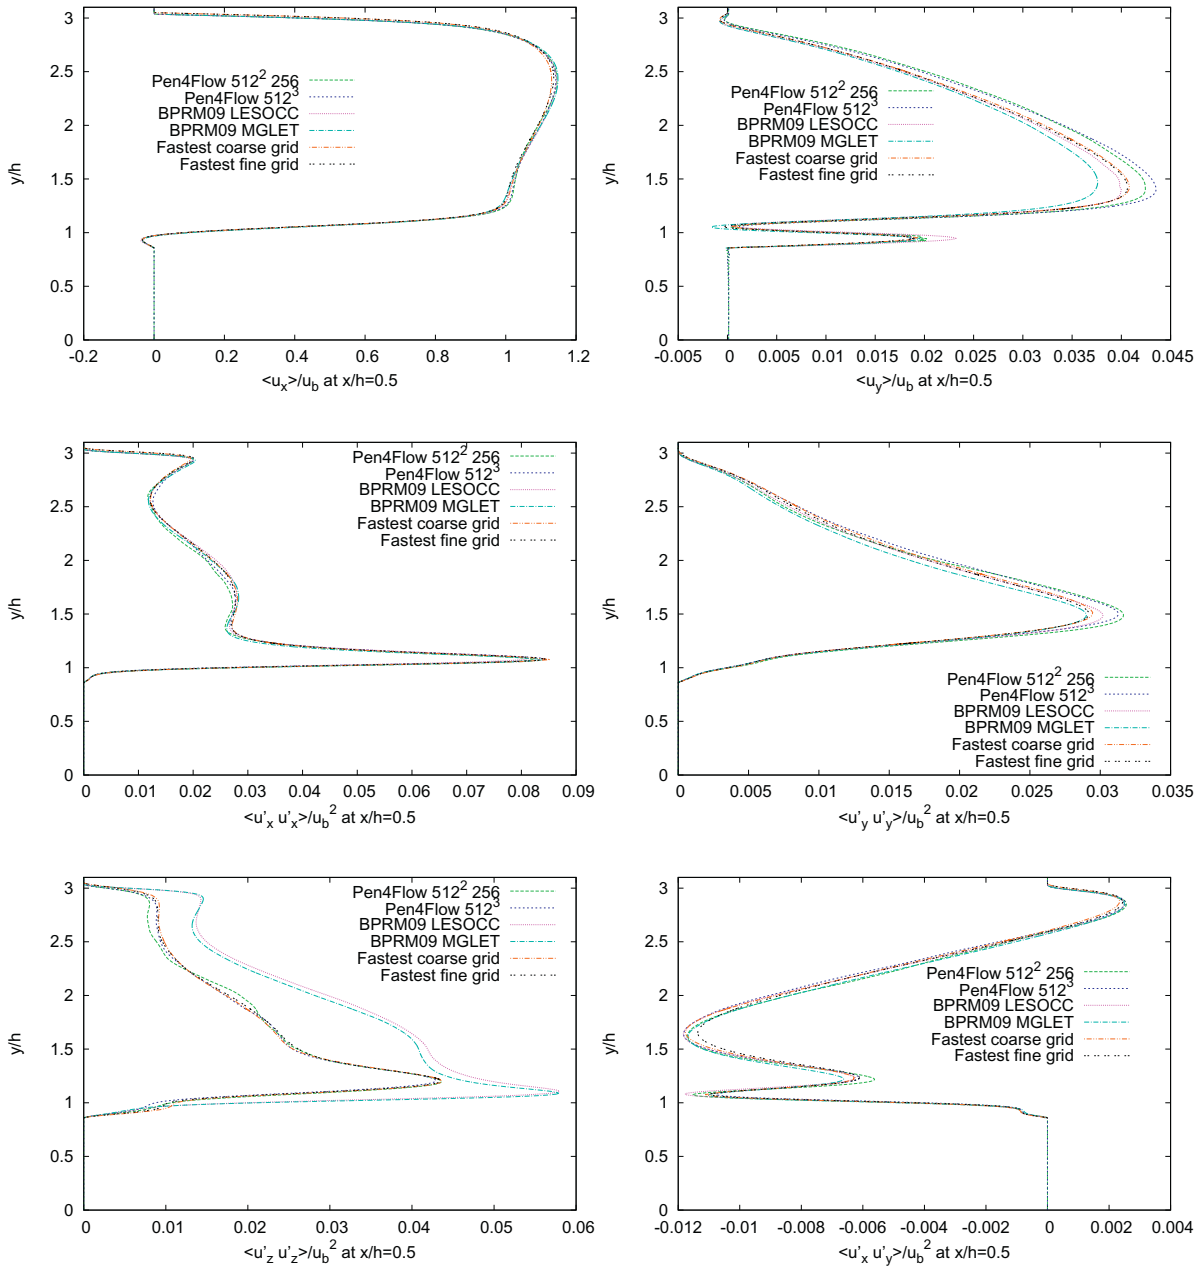 3
2.5
2
1.5
1
0.5
0
y/h
Pen4Flow 512² 256
Pen4Flow 512³
BPRM09 LESOCC
BPRM09 MGLET
Fastest coarse grid
Fastest fine grid
-0.2 0 0.2 0.4 0.6 0.8 1 1.2
<u_x>/u_b at x/h=0.5
3
2.5
2
1.5
1
0.5
0
y/h
Pen4Flow 512² 256
Pen4Flow 512³
BPRM09 LESOCC
BPRM09 MGLET
Fastest coarse grid
Fastest fine grid
-0.005 0 0.005 0.01 0.015 0.02 0.025 0.03 0.035 0.04 0.045
<u_y>/u_b at x/h=0.5
3
2.5
2
1.5
1
0.5
0
y/h
Pen4Flow 512² 256
Pen4Flow 512³
BPRM09 LESOCC
BPRM09 MGLET
Fastest coarse grid
Fastest fine grid
0 0.01 0.02 0.03 0.04 0.05 0.06 0.07 0.08 0.09
<u'_x u'_x>/u_b² at x/h=0.5
3
2.5
2
1.5
1
0.5
0
y/h
Pen4Flow 512² 256
Pen4Flow 512³
BPRM09 LESOCC
BPRM09 MGLET
Fastest coarse grid
Fastest fine grid
0 0.005 0.01 0.015 0.02 0.025 0.03 0.035
<u'_y u'_y>/u_b² at x/h=0.5
3
2.5
2
1.5
1
0.5
0
y/h
Pen4Flow 512² 256
Pen4Flow 512³
BPRM09 LESOCC
BPRM09 MGLET
Fastest coarse grid
Fastest fine grid
0 0.01 0.02 0.03 0.04 0.05 0.06
<u'_z u'_z>/u_b² at x/h=0.5
3
2.5
2
1.5
1
0.5
0
y/h
Pen4Flow 512² 256
Pen4Flow 512³
BPRM09 LESOCC
BPRM09 MGLET
Fastest coarse grid
Fastest fine grid
-0.012 -0.01 -0.008 -0.006 -0.004 -0.002 0 0.002 0.004
<u'_x u'_y>/u_b² at x/h=0.5